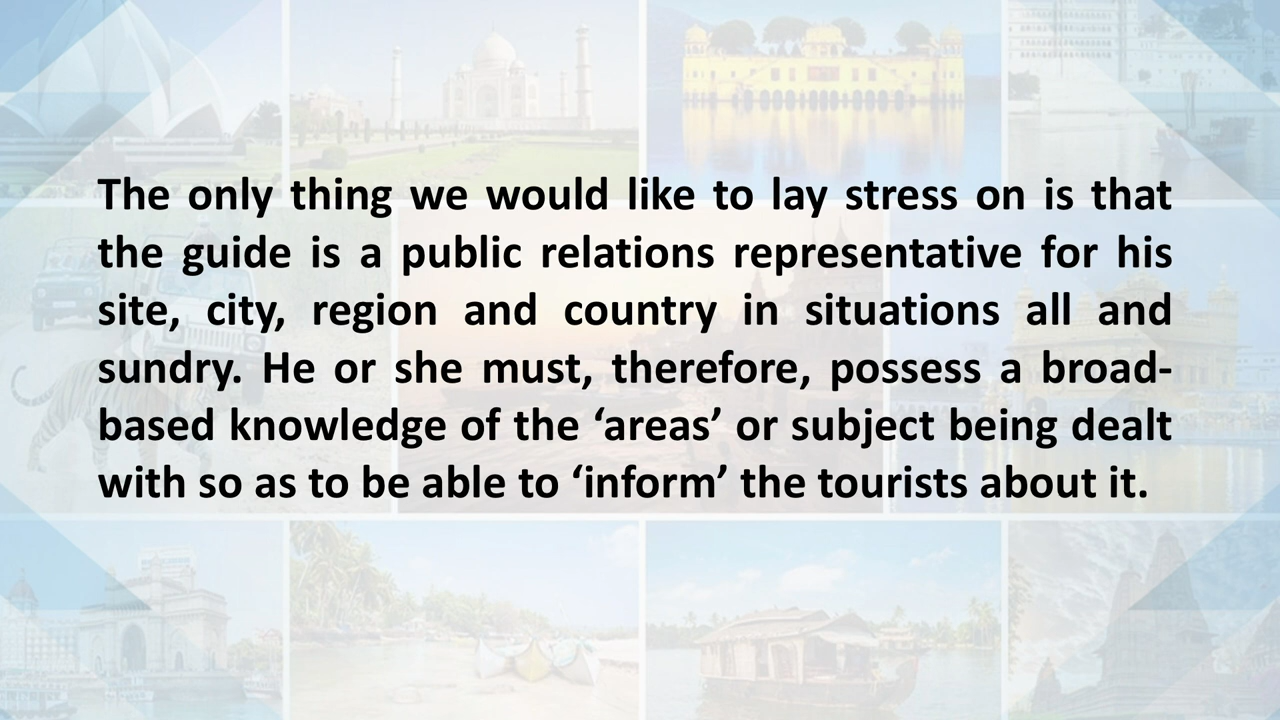 The only thing we would like to lay stress on is that
the guide is a public relations representative for his
site, city, region and country in situations all and
sundry. He or she must, therefore, possess a broad-
based knowledge of the ‘areas’ or subject being dealt
with so as to be able to ‘inform’ the tourists about it.